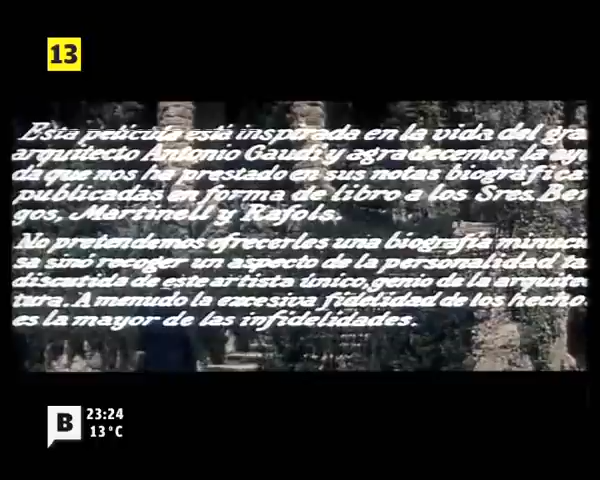 13
Esta película está inspirada en la vida del gra
arquitecto Antonio Gaudí y agradecemos la ayu
da que nos ha prestado en sus notas biográfica
publicadas en forma de libro a los Sres. Ber
gos, Martinell y Rafols.
No pretendemos ofrecerles una biografía minuci
sa sinó recoger un aspecto de la personalidad ta
discutida de este artista único, genio de la arquitec
tura. A menudo la excesiva fidelidad de los hecho
es la mayor de las infidelidades.
B 23:24
13°C